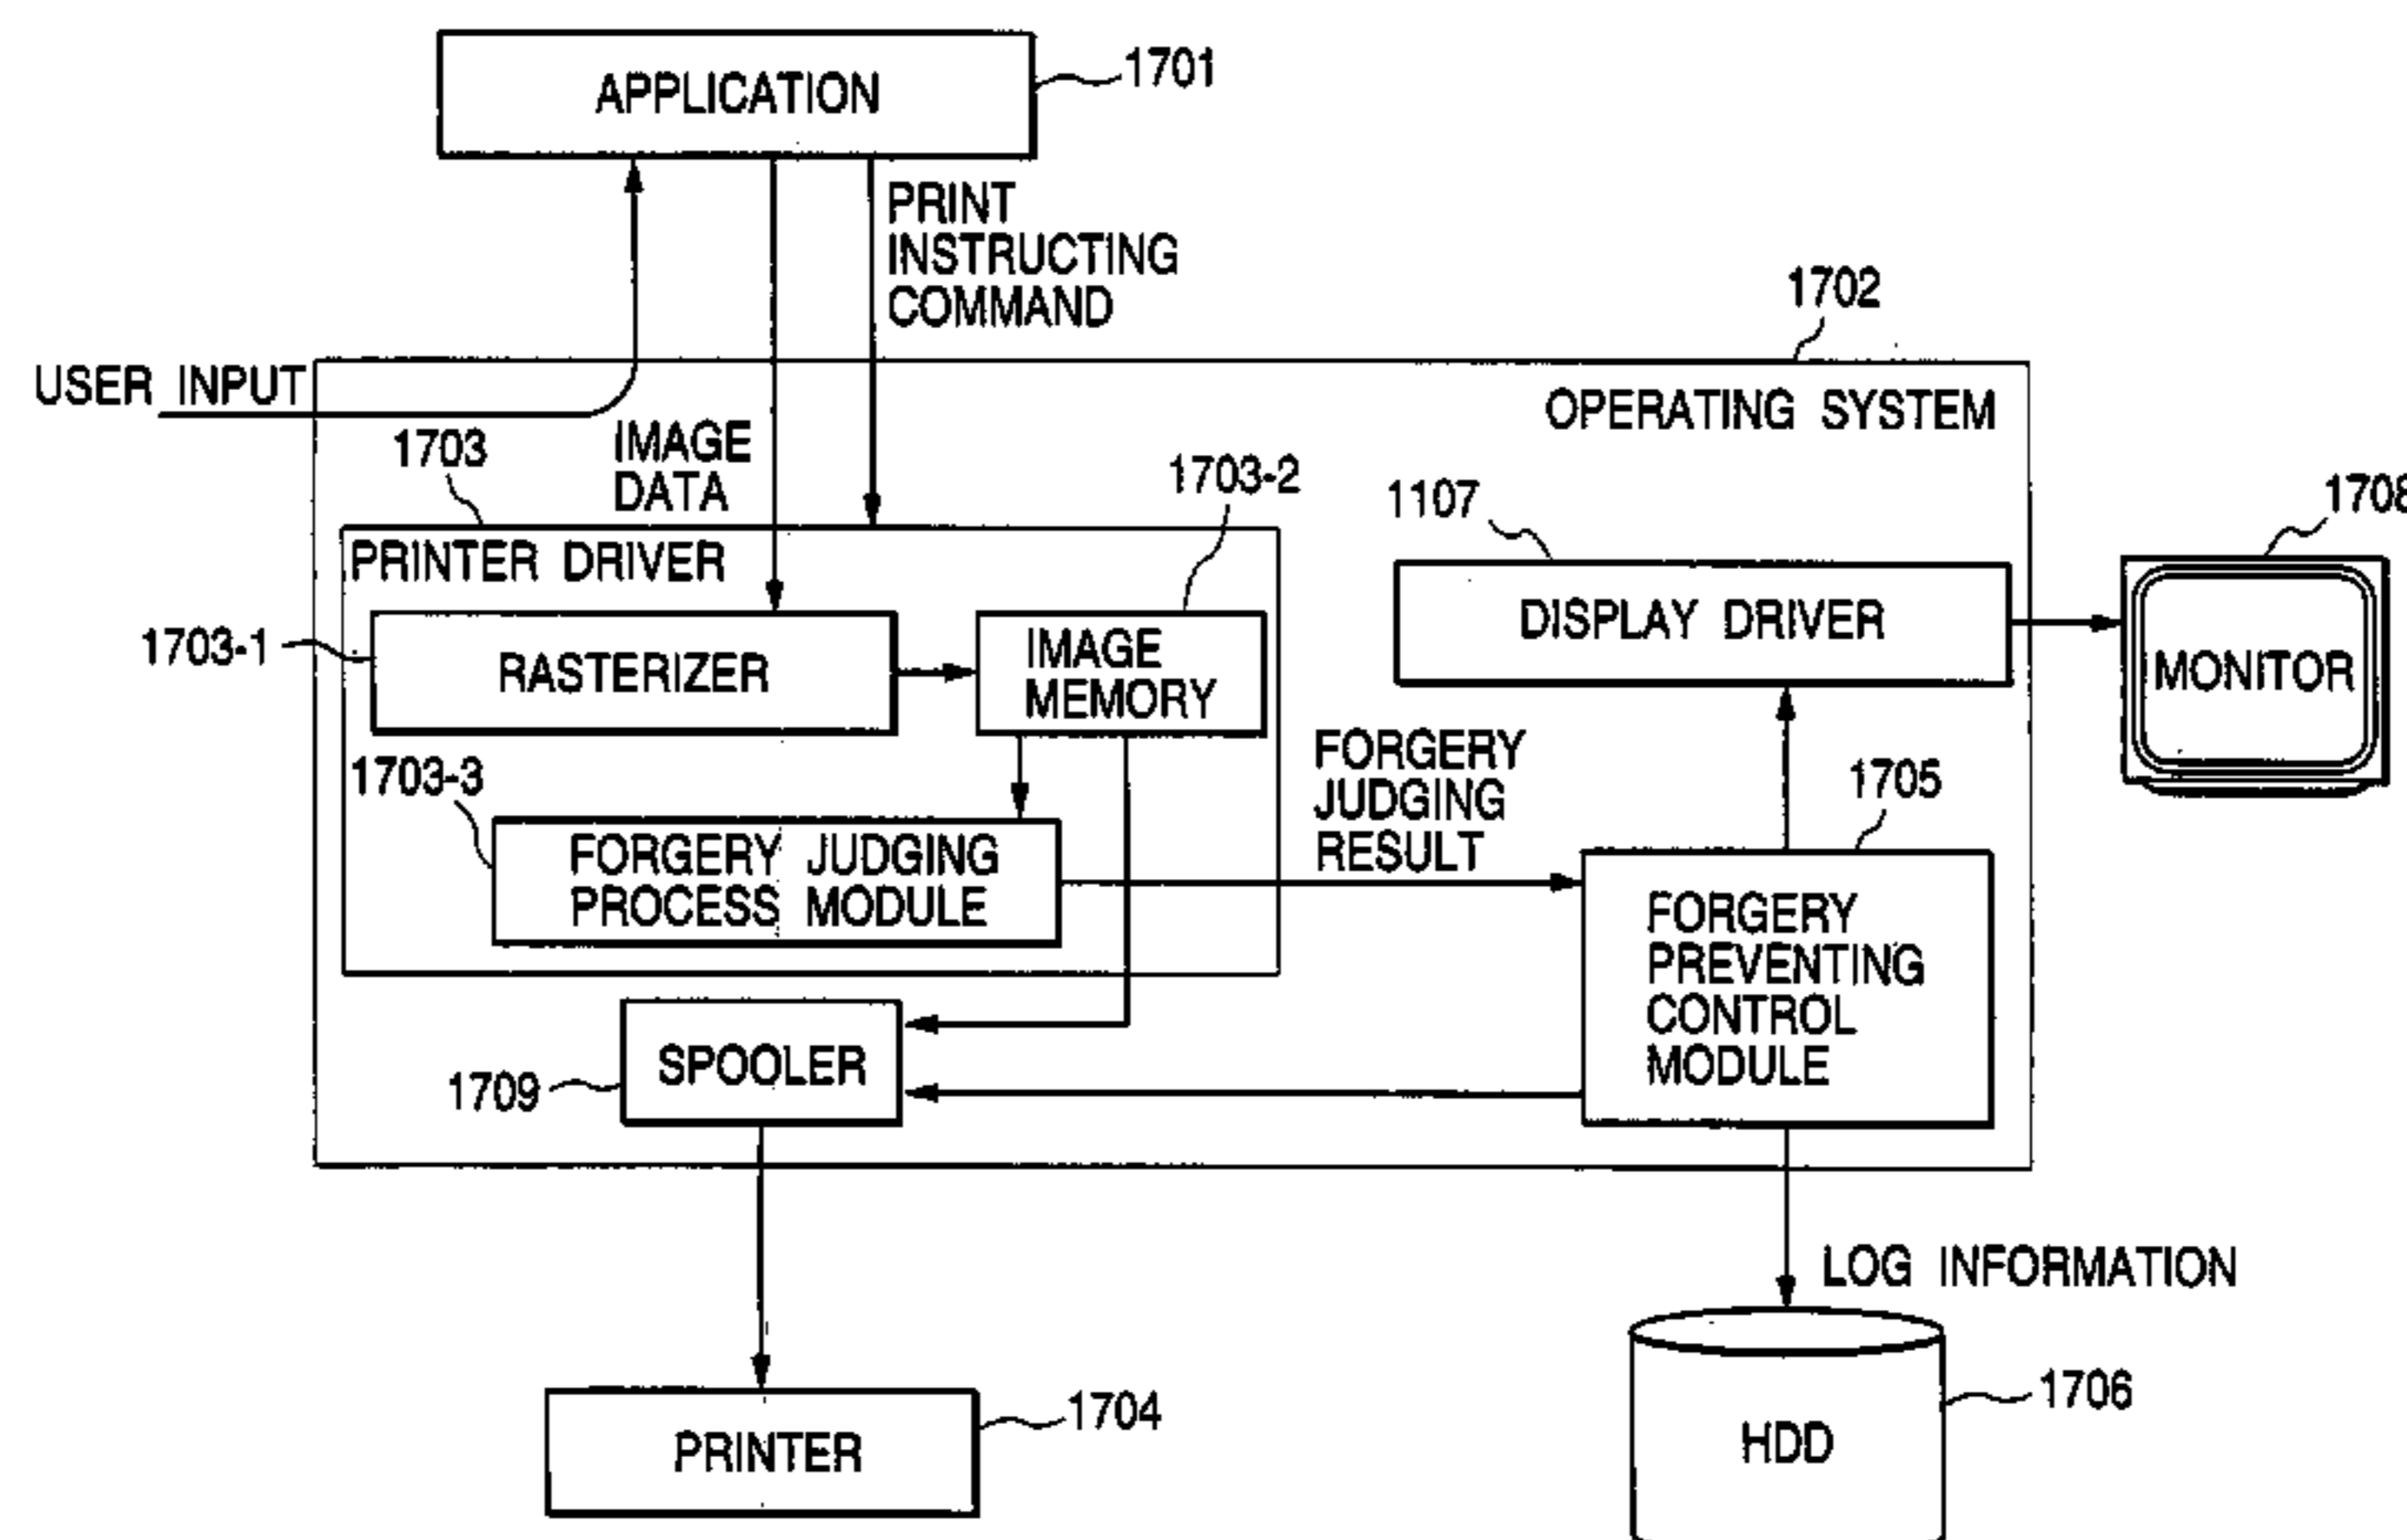 APPLICATION
1701
PRINT
INSTRUCTING
COMMAND
1702
USER INPUT
OPERATING SYSTEM
1703
IMAGE
DATA
1703-2
1107
1708
PRINTER DRIVER
1703-1
RASTERIZER
IMAGE
MEMORY
DISPLAY DRIVER
MONITOR
1703-3
FORGERY
JUDGING
RESULT
1705
FORGERY JUDGING
PROCESS MODULE
FORGERY
PREVENTING
CONTROL
MODULE
SPOOLER
1709
LOG INFORMATION
1704
PRINTER
1706
HDD